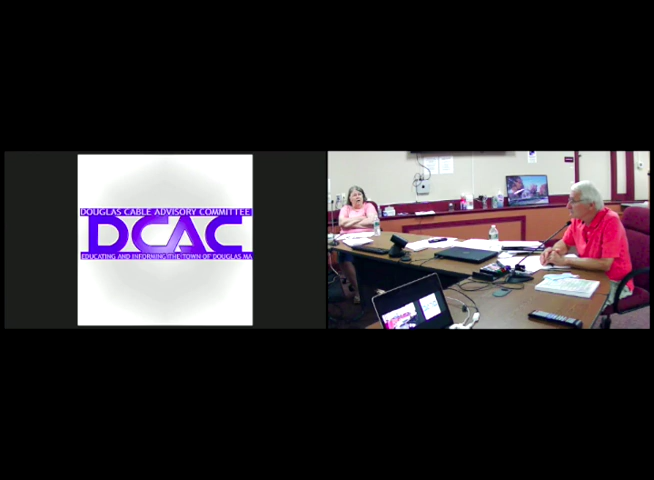 DOUGLAS CABLE ADVISORY COMMITTEE
DCAC
EDUCATING AND INFORMING THE TOWN OF DOUGLAS MA